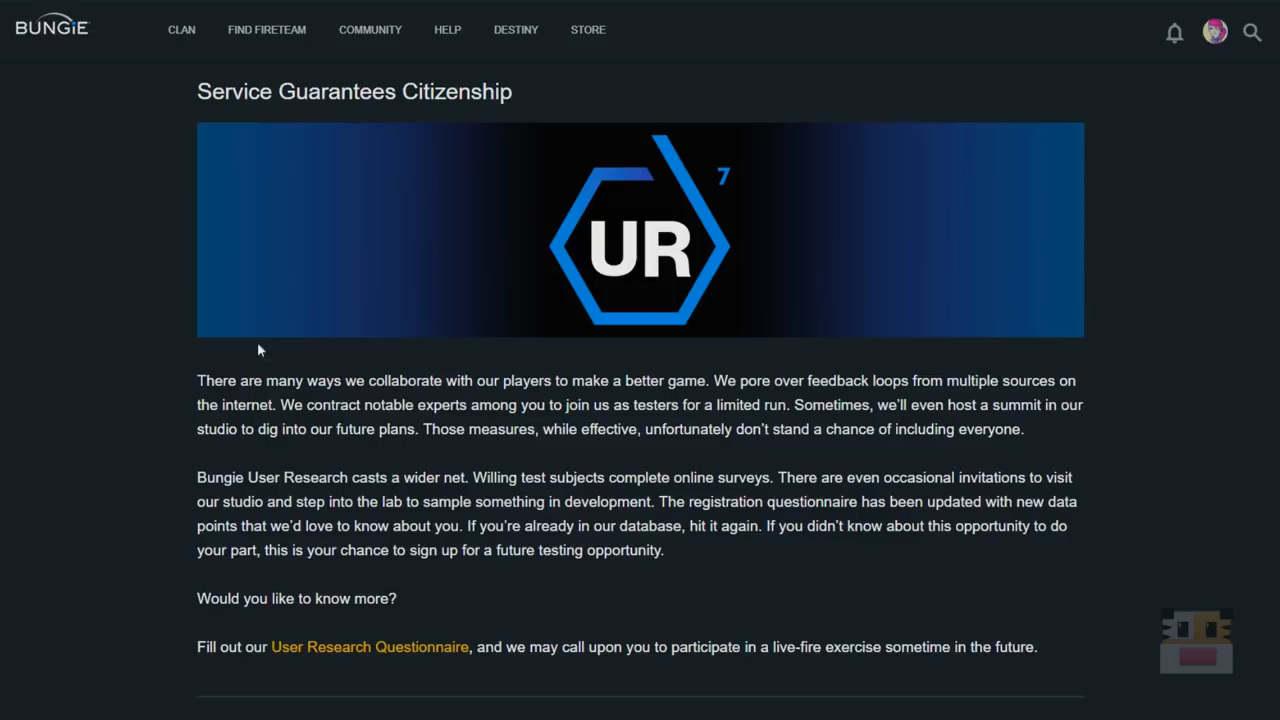 BUNGiE
CLAN
FIND FIRETEAM
COMMUNITY
HELP
DESTINY
STORE
Service Guarantees Citizenship
7
UR
There are many ways we collaborate with our players to make a better game. We pore over feedback loops from multiple sources on
the internet. We contract notable experts among you to join us as testers for a limited run. Sometimes, we’ll even host a summit in our
studio to dig into our future plans. Those measures, while effective, unfortunately don’t stand a chance of including everyone.
Bungie User Research casts a wider net. Willing test subjects complete online surveys. There are even occasional invitations to visit
our studio and step into the lab to sample something in development. The registration questionnaire has been updated with new data
points that we’d love to know about you. If you’re already in our database, hit it again. If you didn’t know about this opportunity to do
your part, this is your chance to sign up for a future testing opportunity.
Would you like to know more?
Fill out our User Research Questionnaire, and we may call upon you to participate in a live-fire exercise sometime in the future.